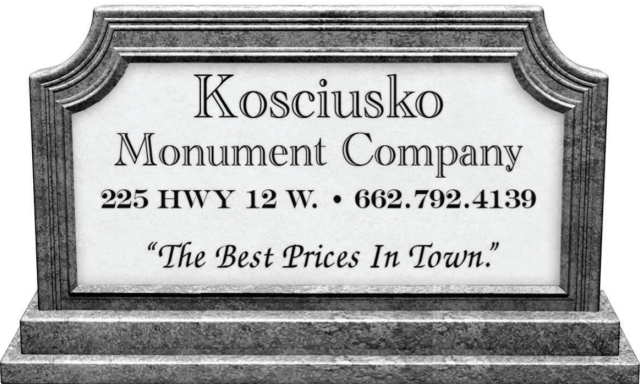 Kosciusko
Monument Company
225 HWY 12 W. • 662.792.4139
“The Best Prices In Town.”